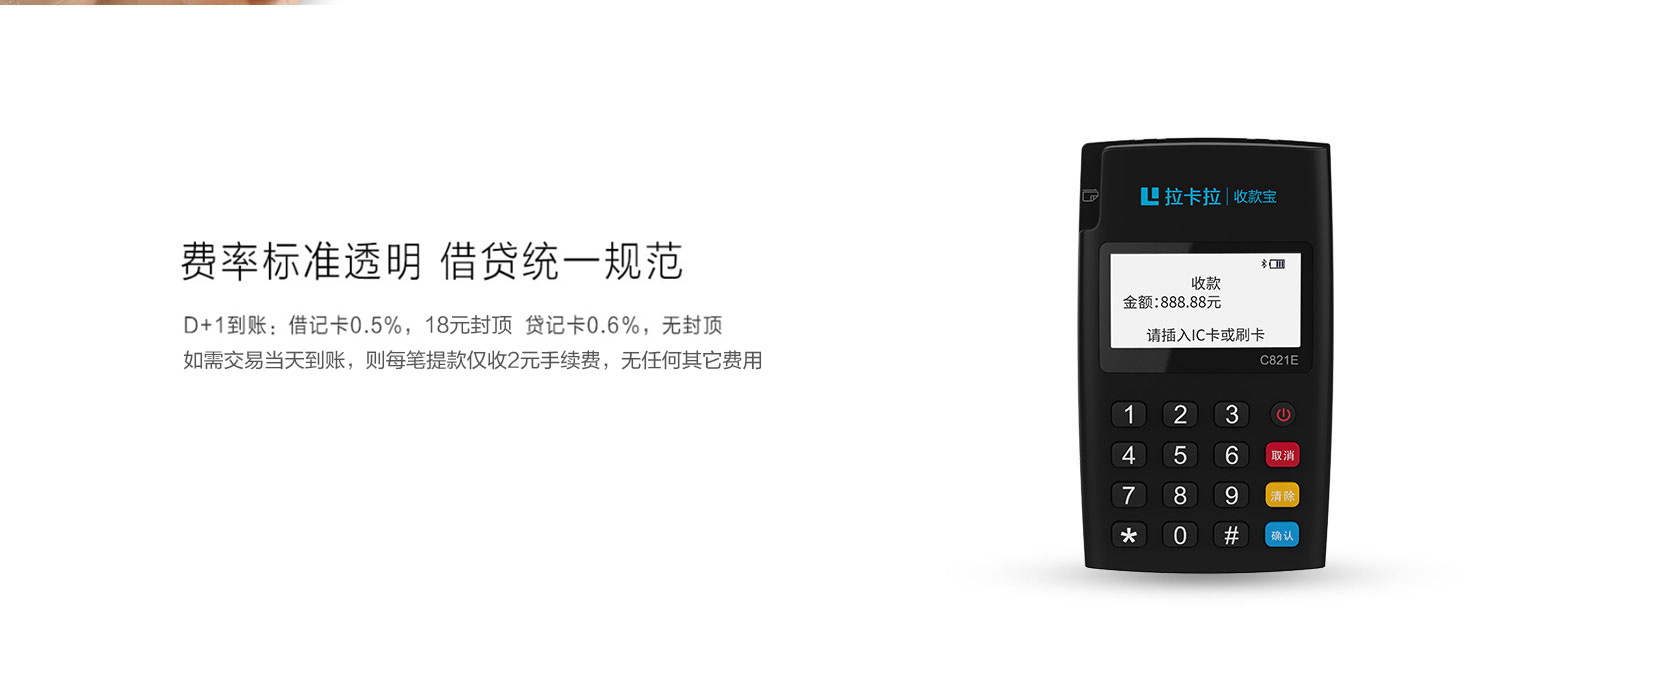 费率标准透明 借贷统一规范
D+1到账：借记卡0.5%，18元封顶 贷记卡0.6%，无封顶
如需交易当天到账，则每笔提款仅收2元手续费，无任何其它费用
拉卡拉 | 收款宝
收款
金额:888.88元
请插入IC卡或刷卡
C821E
1 2 3
4 5 6 取消
7 8 9 清除
* 0 # 确认